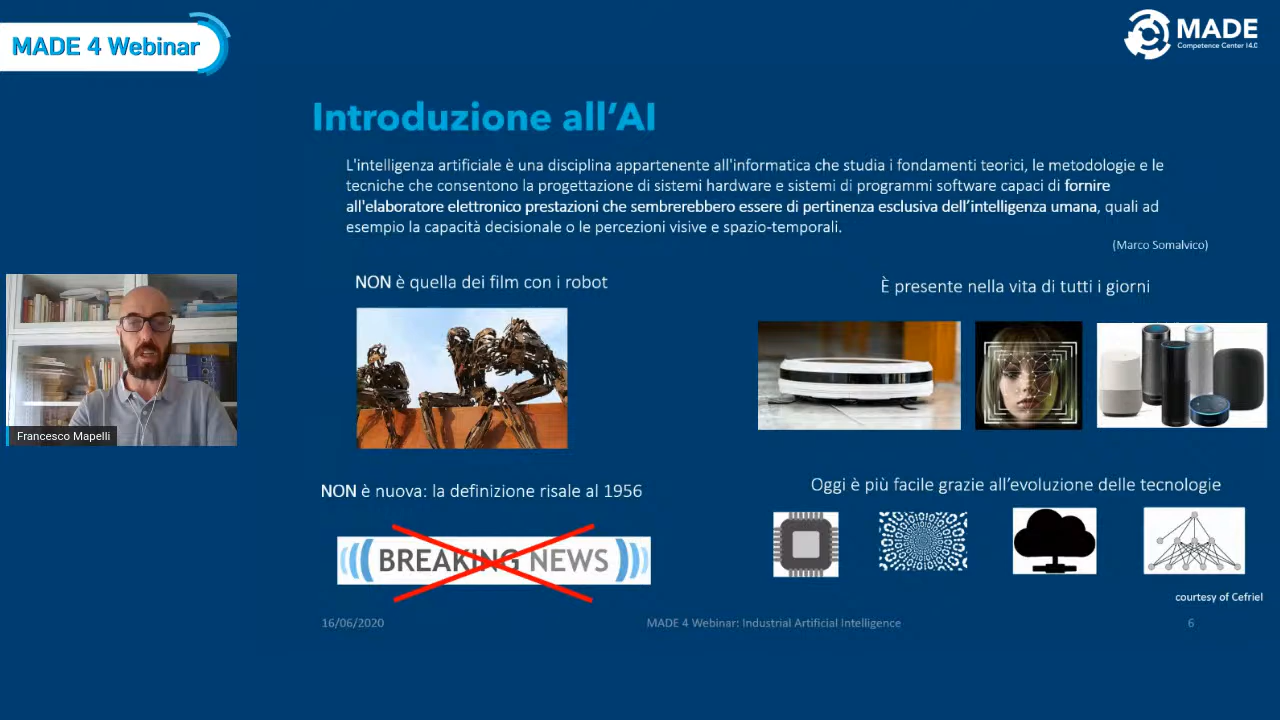 MADE 4 Webinar
MADE
Competence Center I4.0
Introduzione all'AI
L'intelligenza artificiale è una disciplina appartenente all'informatica che studia i fondamenti teorici, le metodologie e le
tecniche che consentono la progettazione di sistemi hardware e sistemi di programmi software capaci di fornire
all'elaboratore elettronico prestazioni che sembrerebbero essere di pertinenza esclusiva dell’intelligenza umana, quali ad
esempio la capacità decisionale o le percezioni visive e spazio-temporali.
(Marco Somalvico)
NON è quella dei film con i robot
È presente nella vita di tutti i giorni
Francesco Mapelli
NON è nuova: la definizione risale al 1956
Oggi è più facile grazie all’evoluzione delle tecnologie
BREAKING NEWS
courtesy of Cefriel
16/06/2020
MADE 4 Webinar: Industrial Artificial Intelligence
6